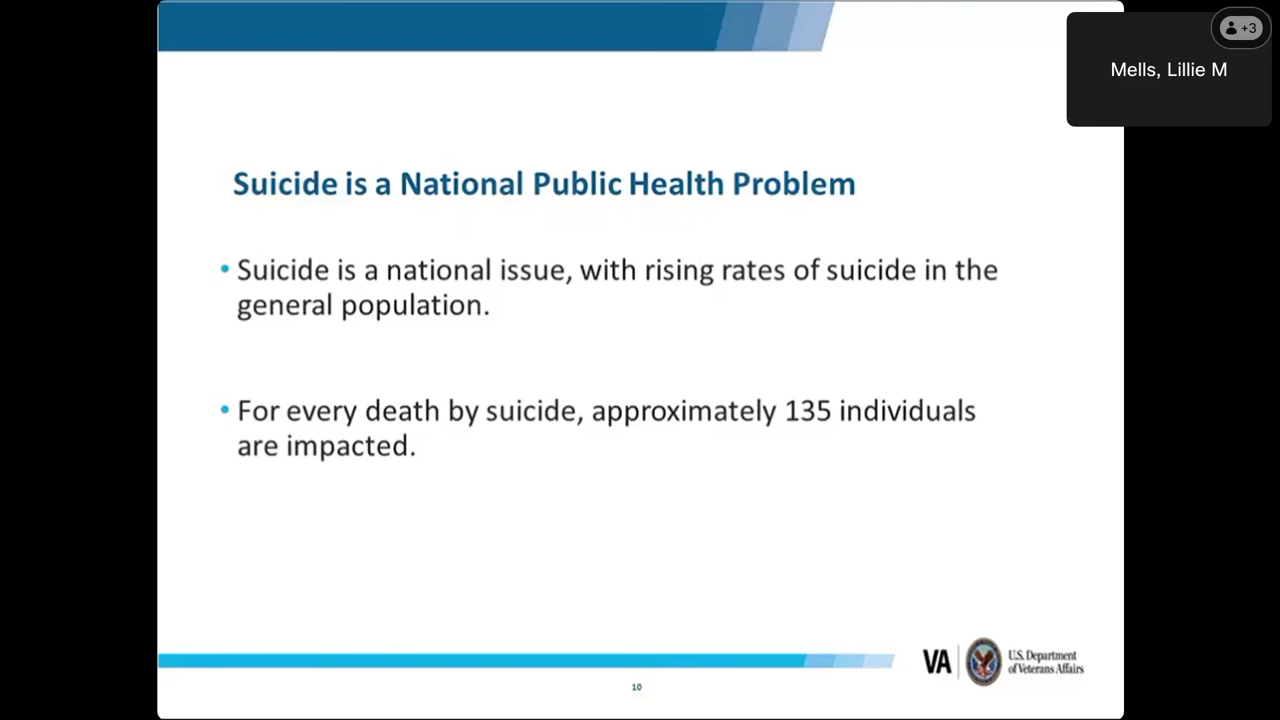 +3
Mells, Lillie M
Suicide is a National Public Health Problem
• Suicide is a national issue, with rising rates of suicide in the
general population.
• For every death by suicide, approximately 135 individuals
are impacted.
VA
U.S. Department
of Veterans Affairs
10